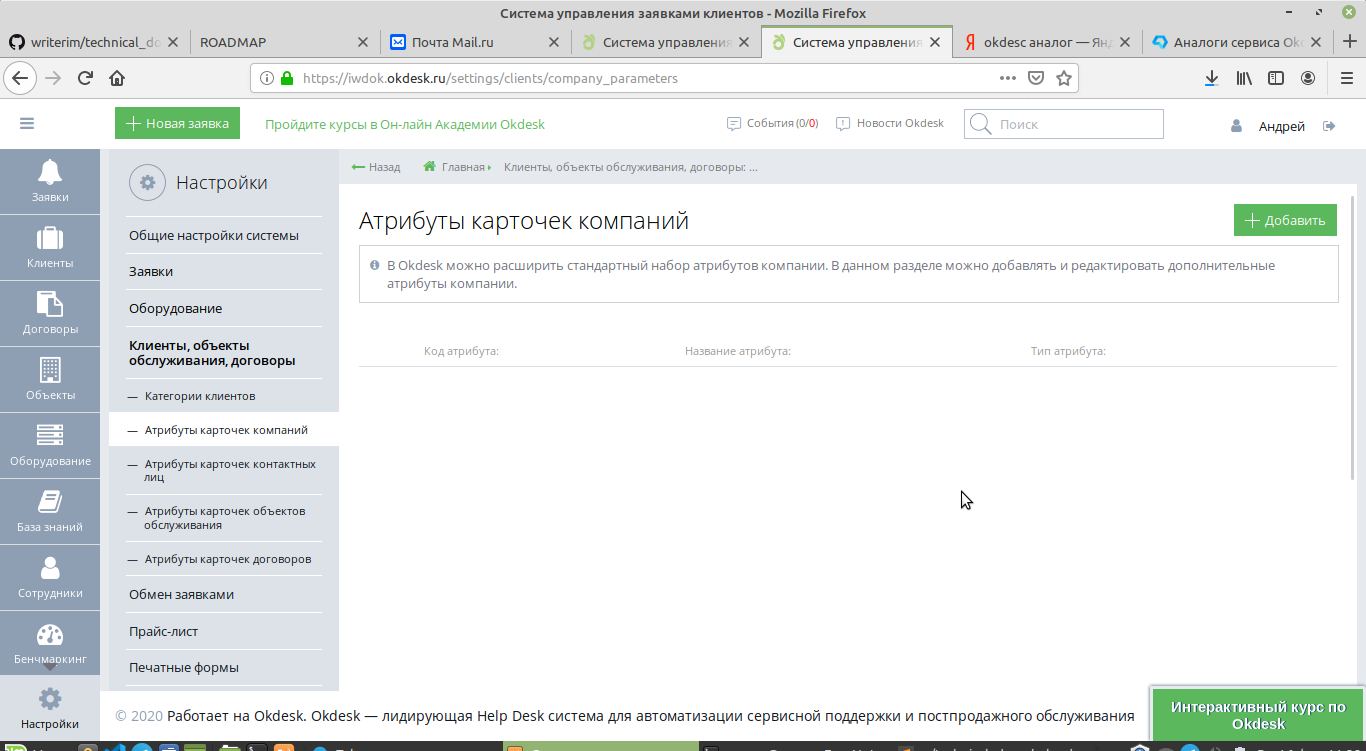 Система управления заявками клиентов - Mozilla Firefox
writerim/technical_do
ROADMAP
Почта Mail.ru
Система управления
Система управления
okdesc аналог — Янд
Аналоги сервиса Okd
https://iwdok.okdesk.ru/settings/clients/company_parameters
Новая заявка
Пройдите курсы в Он-лайн Академии Okdesk
События (0/0)
Новости Okdesk
Поиск
Андрей
Заявки
Клиенты
Договоры
Объекты
Оборудование
База знаний
Сотрудники
Бенчмаркинг
Настройки
Настройки
Общие настройки системы
Заявки
Оборудование
Клиенты, объекты
обслуживания, договоры
— Категории клиентов
— Атрибуты карточек компаний
— Атрибуты карточек контактных
лиц
— Атрибуты карточек объектов
обслуживания
— Атрибуты карточек договоров
Обмен заявками
Прайс-лист
Печатные формы
Назад
Главная
Клиенты, объекты обслуживания, договоры: ...
Атрибуты карточек компаний
Добавить
В Okdesk можно расширить стандартный набор атрибутов компании. В данном разделе можно добавлять и редактировать дополнительные
атрибуты компании.
Код атрибута:
Название атрибута:
Тип атрибута:
© 2020 Работает на Okdesk. Okdesk — лидирующая Help Desk система для автоматизации сервисной поддержки и постпродажного обслуживания
Интерактивный курс по
Okdesk